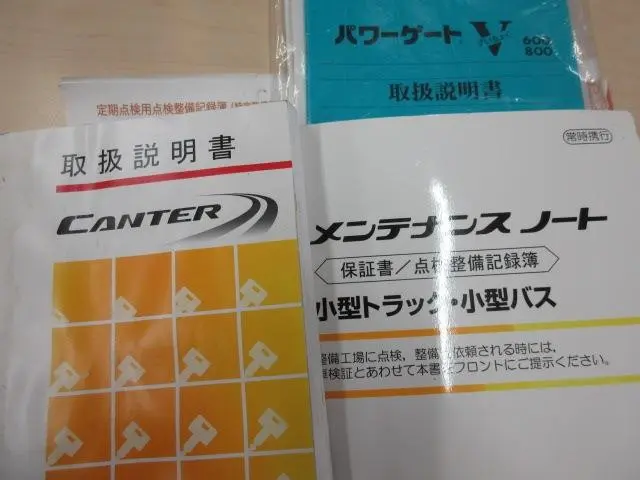 パワーゲート V
600
800
取扱説明書
定期点検用点検整備記録簿
取扱説明書
CANTER
常時携行
メンテナンス ノート
保証書/点検整備記録簿
小型トラック・小型バス
整備工場に点検,整備を依頼される時には,
車検証とあわせて本書をフロントにご提示ください。